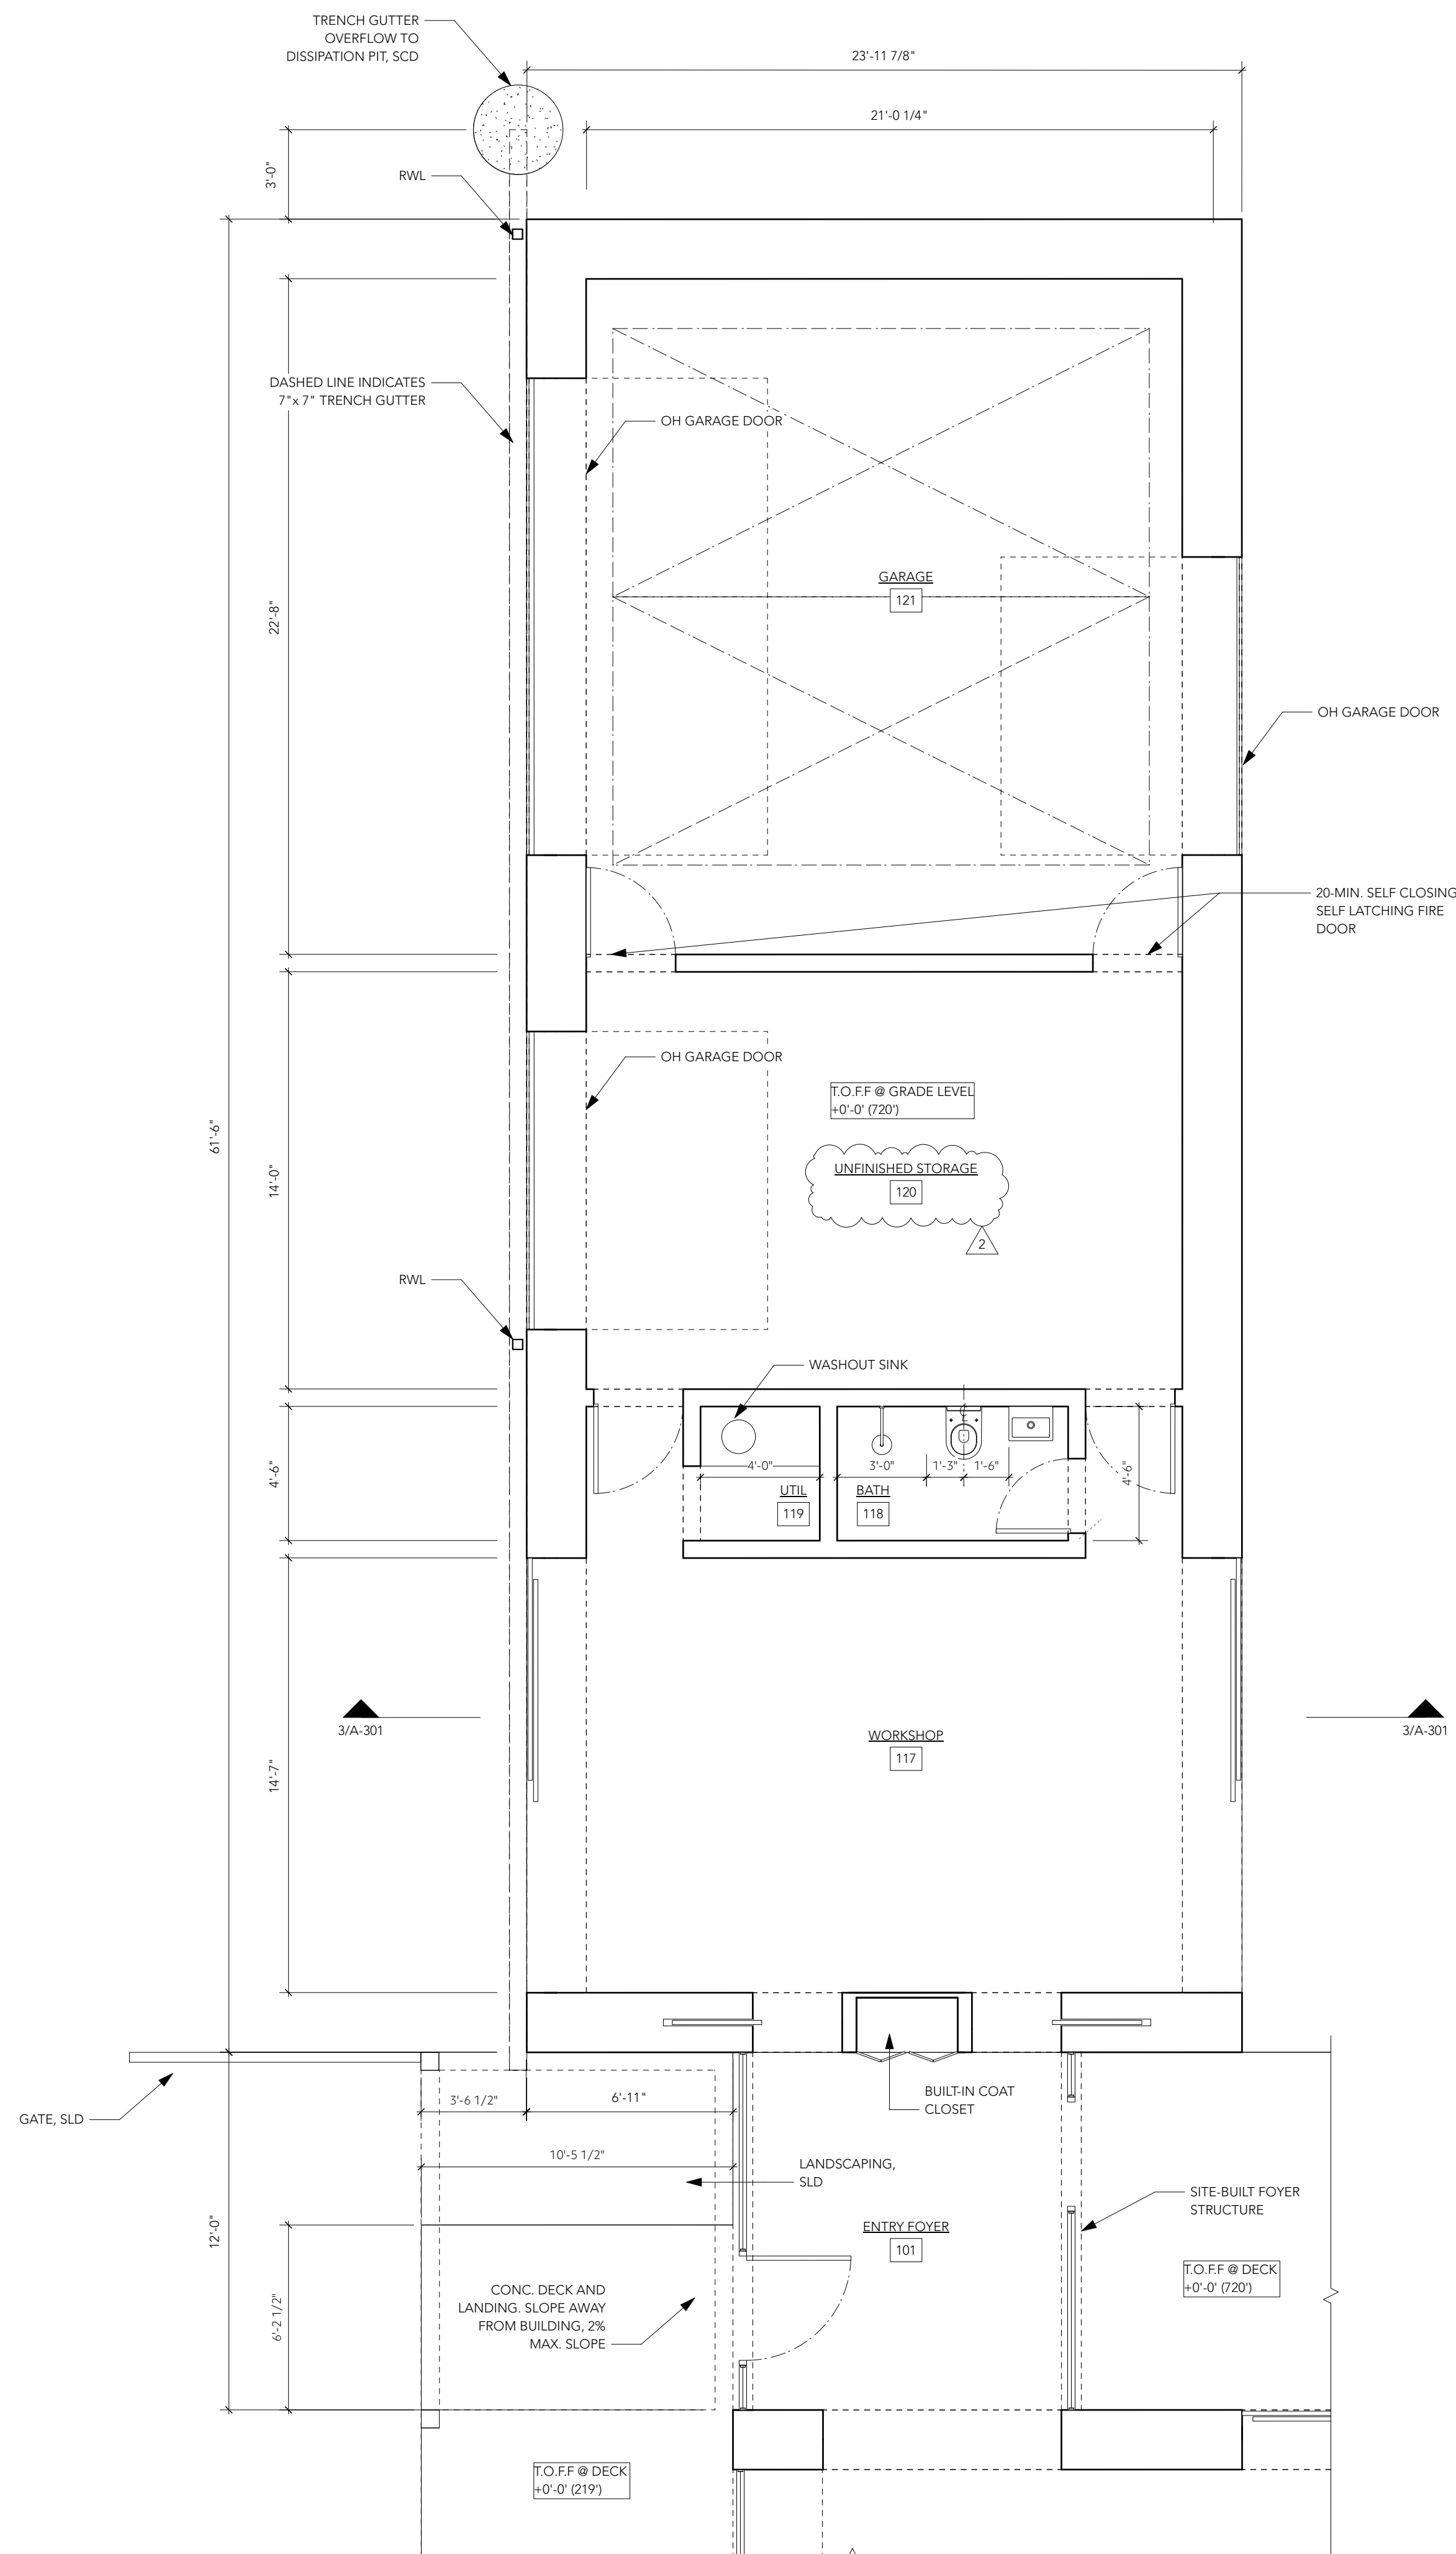 TRENCH GUTTER
OVERFLOW TO
DISSIPATION PIT, SCD
23'-11 7/8"
21'-0 1/4"
3'-0"
RWL
DASHED LINE INDICATES
7"x 7" TRENCH GUTTER
OH GARAGE DOOR
GARAGE
121
22'-8"
OH GARAGE DOOR
20-MIN. SELF CLOSING
SELF LATCHING FIRE
DOOR
OH GARAGE DOOR
T.O.F.F @ GRADE LEVEL
+0'-0' (720')
61'-6"
14'-0"
UNFINISHED STORAGE
120
2
RWL
WASHOUT SINK
4'-6"
4'-0"
3'-0"
1'-3"
1'-6"
4'-6"
UTIL
119
BATH
118
3/A-301
3/A-301
WORKSHOP
117
14'-7"
GATE, SLD
3'-6 1/2"
6'-11"
BUILT-IN COAT
CLOSET
10'-5 1/2"
LANDSCAPING,
SLD
SITE-BUILT FOYER
STRUCTURE
12'-0"
ENTRY FOYER
101
6'-2 1/2"
CONC. DECK AND
LANDING. SLOPE AWAY
FROM BUILDING, 2%
MAX. SLOPE
T.O.F.F @ DECK
+0'-0' (720')
T.O.F.F @ DECK
+0'-0' (219')